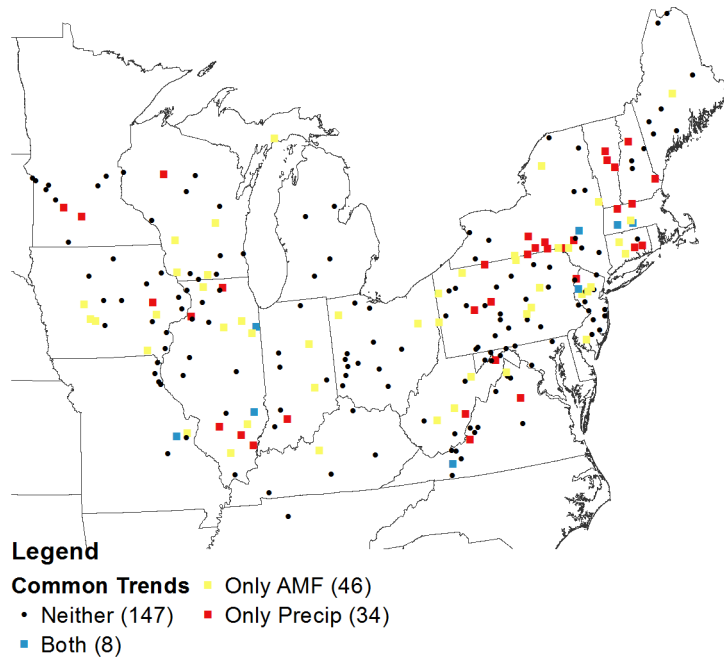 Legend
Common Trends
Only AMF (46)
Neither (147)
Only Precip (34)
Both (8)